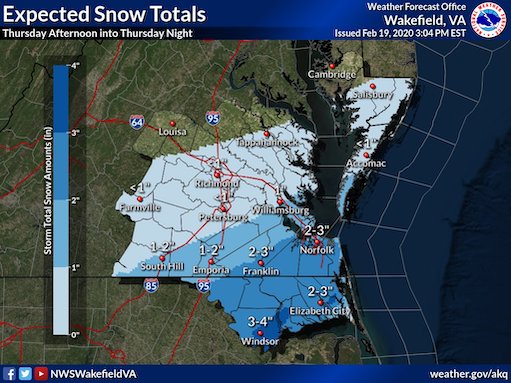 Expected Snow Totals
Thursday Afternoon into Thursday Night
Weather Forecast Office
Wakefield, VA
Issued Feb 19, 2020 3:04 PM EST
Storm Total Snow Amounts (in)
4"
3"
2"
1"
0"
Cambridge
Salisbury
64
95
Louisa
Tappahannock
<1"
Accomac
<1"
Richmond
<1"
Farmville
<1"
Petersburg
1"
Williamsburg
2-3"
Norfolk
1-2"
South Hill
1-2"
Emporia
2-3"
Franklin
85
95
2-3"
Elizabeth City
3-4"
Windsor
NWSWakefieldVA
weather.gov/akq